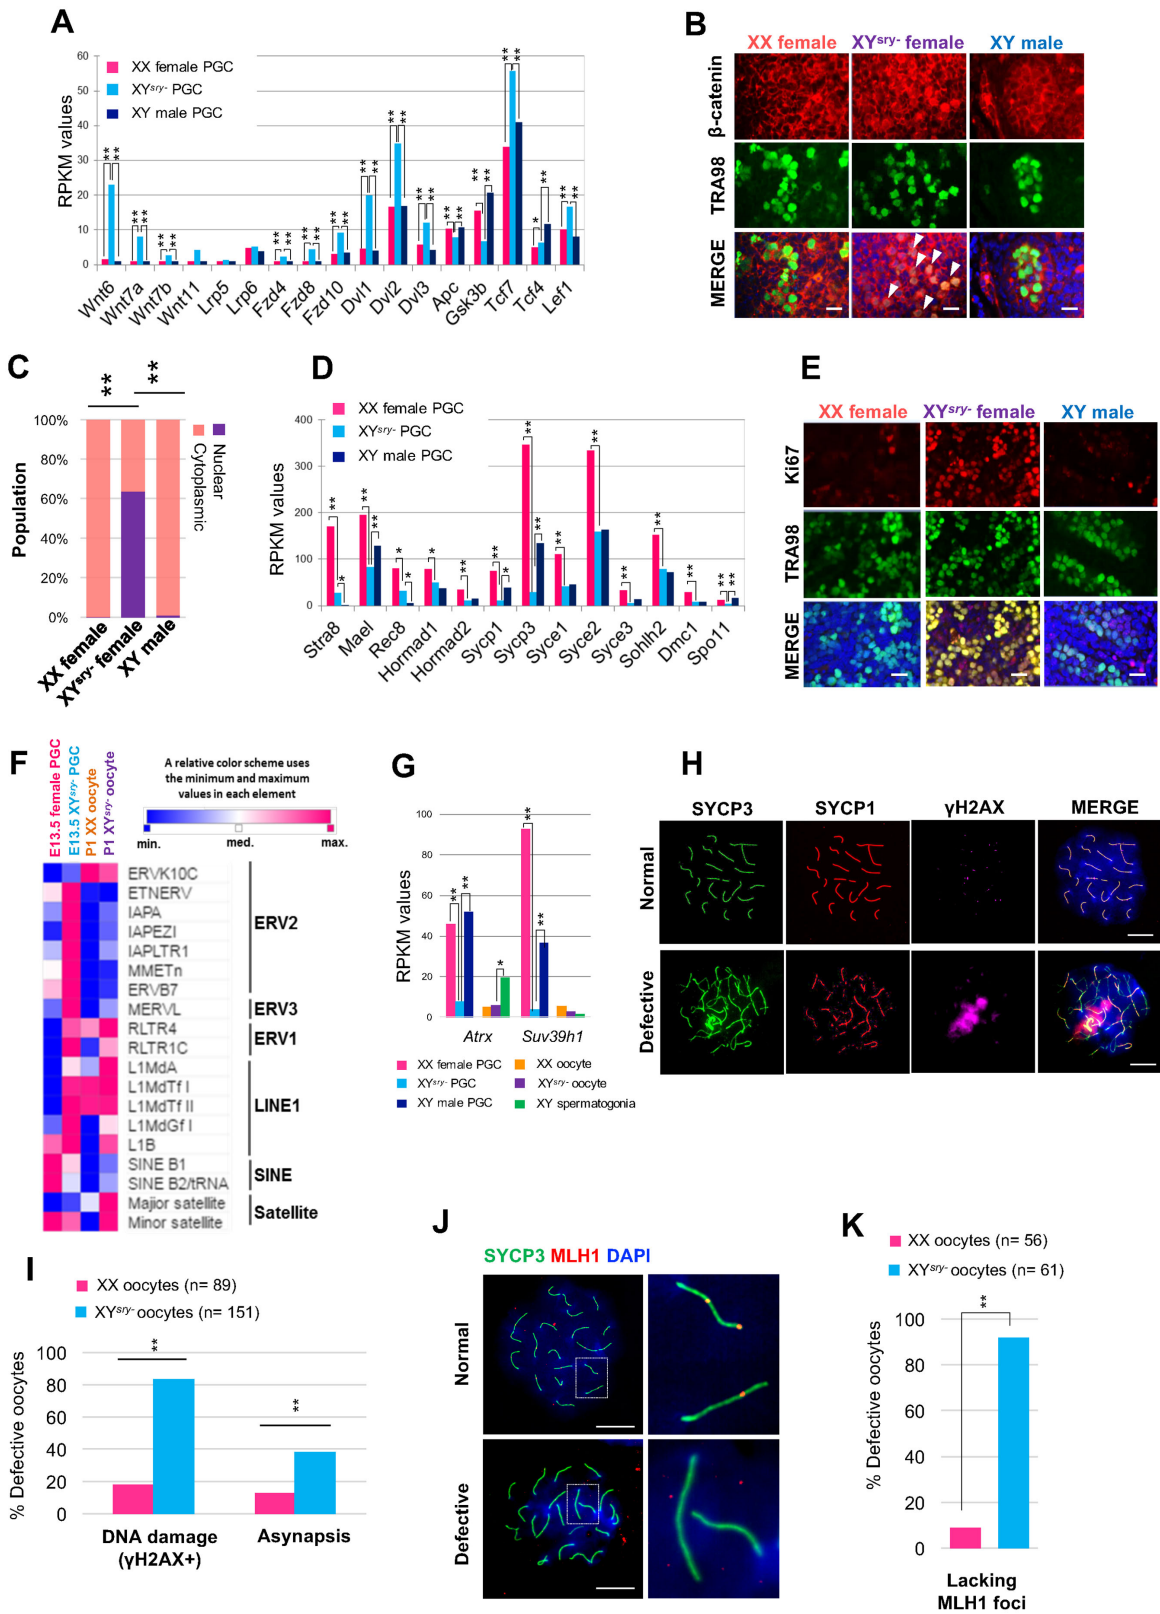 A
60
50
40
30
20
10
0
RPKM values
XX female PGC
XYsry- PGC
XY male PGC
** ** ** ** ** ** ** ** ** ** ** ** ** ** ** ** ** ** ** ** ** ** ** ** ** ** * ** ** **
Wnt6 Wnt7a Wnt7b Wnt11 Lrp5 Lrp6 Fzd4 Fzd8 Fzd10 Dvl1 Dvl2 Dvl3 Apc Gsk3b Tcf7 Tcf4 Lef1
B
XX female XYsry- female XY male
β-catenin
TRA98
MERGE
C
** **
100%
80%
60%
40%
20%
0%
Population
Nuclear
Cytoplasmic
XX female XYsry- female XY male
D
400
300
200
100
0
RPKM values
XX female PGC
XYsry- PGC
XY male PGC
** * ** ** * * * ** ** * ** ** ** ** ** ** ** ** **
Stra8 Mael Rec8 Hormad1 Hormad2 Sycp1 Sycp3 Syce1 Syce2 Syce3 Sohlh2 Dmc1 Spo11
E
XX female XYsry- female XY male
Ki67
TRA98
MERGE
F
E13.5 female PGC
E13.5 XYsry- PGC
P1 XX oocyte
P1 XYsry- oocyte
A relative color scheme uses
the minimum and maximum
values in each element
min. med. max.
ERVK10C
ETNERV
IAPA
IAPEZI
IAPLTR1
MMETn
ERVB7
MERVL
RLTR4
RLTR1C
L1MdA
L1MdTf I
L1MdTf II
L1MdGf I
L1B
SINE B1
SINE B2/tRNA
Majior satellite
Minor satellite
ERV2
ERV3
ERV1
LINE1
SINE
Satellite
G
100
80
60
40
20
0
RPKM values
** ** * ** **
Atrx Suv39h1
XX female PGC
XYsry- PGC
XY male PGC
XX oocyte
XYsry- oocyte
XY spermatogonia
H
SYCP3 SYCP1 γH2AX MERGE
Normal
Defective
I
XX oocytes (n= 89)
XYsry- oocytes (n= 151)
100
80
60
40
20
0
% Defective oocytes
** **
DNA damage
(γH2AX+)
Asynapsis
J
SYCP3 MLH1 DAPI
Normal
Defective
K
XX oocytes (n= 56)
XYsry- oocytes (n= 61)
**
100
80
60
40
20
0
% Defective oocytes
Lacking
MLH1 foci